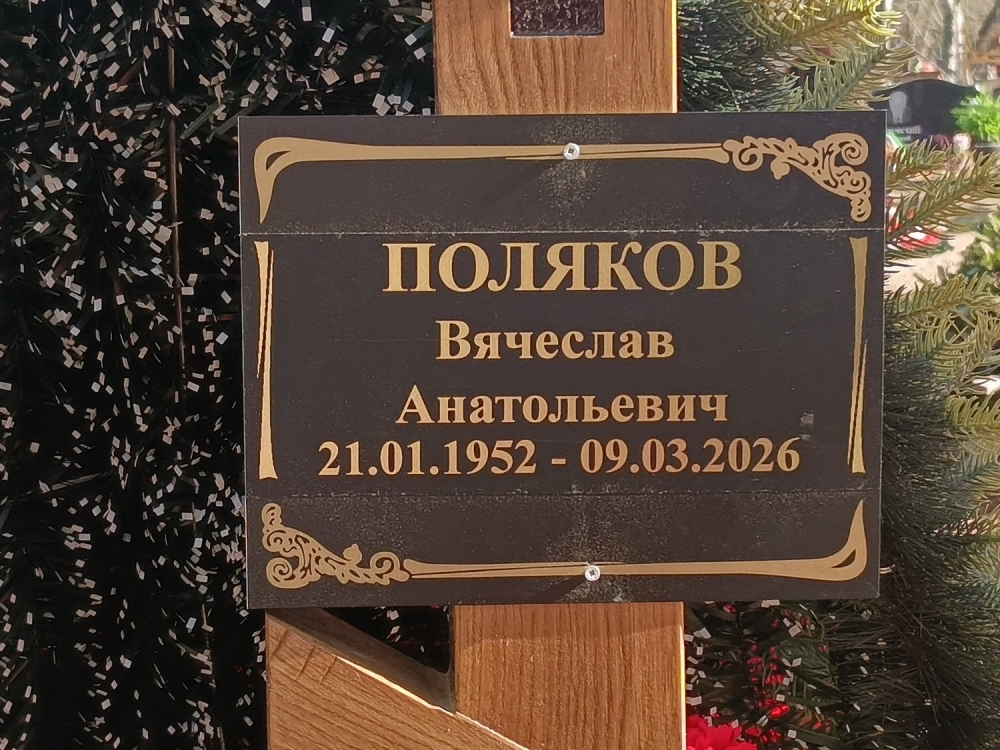 ПОЛЯКОВ
Вячеслав
Анатольевич
21.01.1952 - 09.03.2026